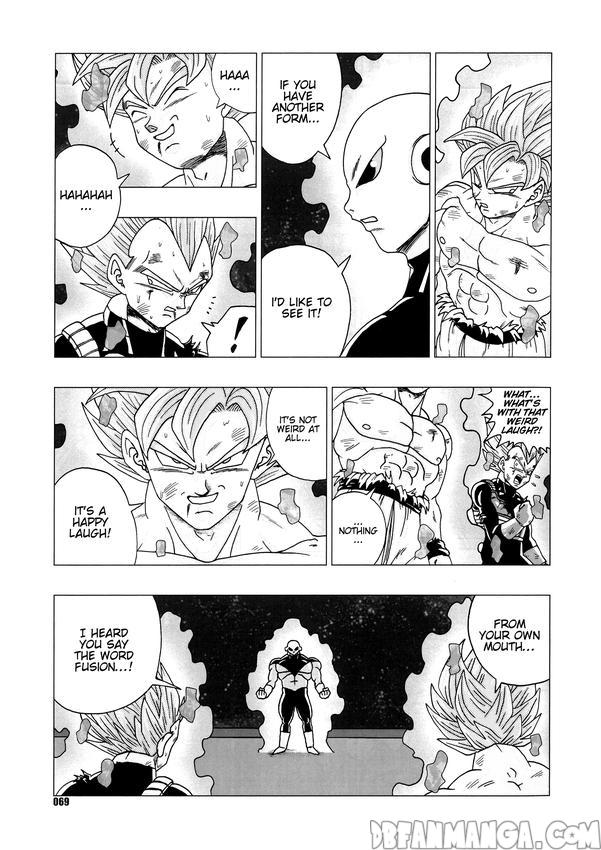 IF YOU
HAVE
ANOTHER
FORM...
I'D LIKE TO
SEE IT!
HAAA
...
HAHAHAH
...
!
WHAT...
WHAT'S
WITH THAT
WEIRD
LAUGH?!
NOTHING
...
IT'S NOT
WEIRD AT
ALL...
IT'S A
HAPPY
LAUGH!
FROM
YOUR OWN
MOUTH...
I HEARD
YOU SAY
THE WORD
FUSION...!
069
DBFANMANGA.COM